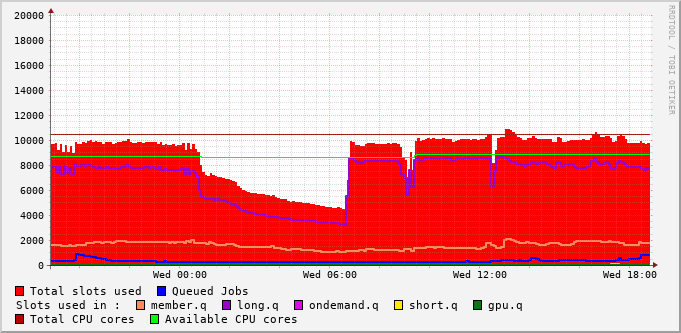 RRDTOOL / TOBI OETIKER
20000
18000
16000
14000
12000
10000
8000
6000
4000
2000
0
Wed 00:00 Wed 06:00 Wed 12:00 Wed 18:00
Total slots used Queued Jobs
Slots used in : member.q long.q ondemand.q short.q gpu.q
Total CPU cores Available CPU cores